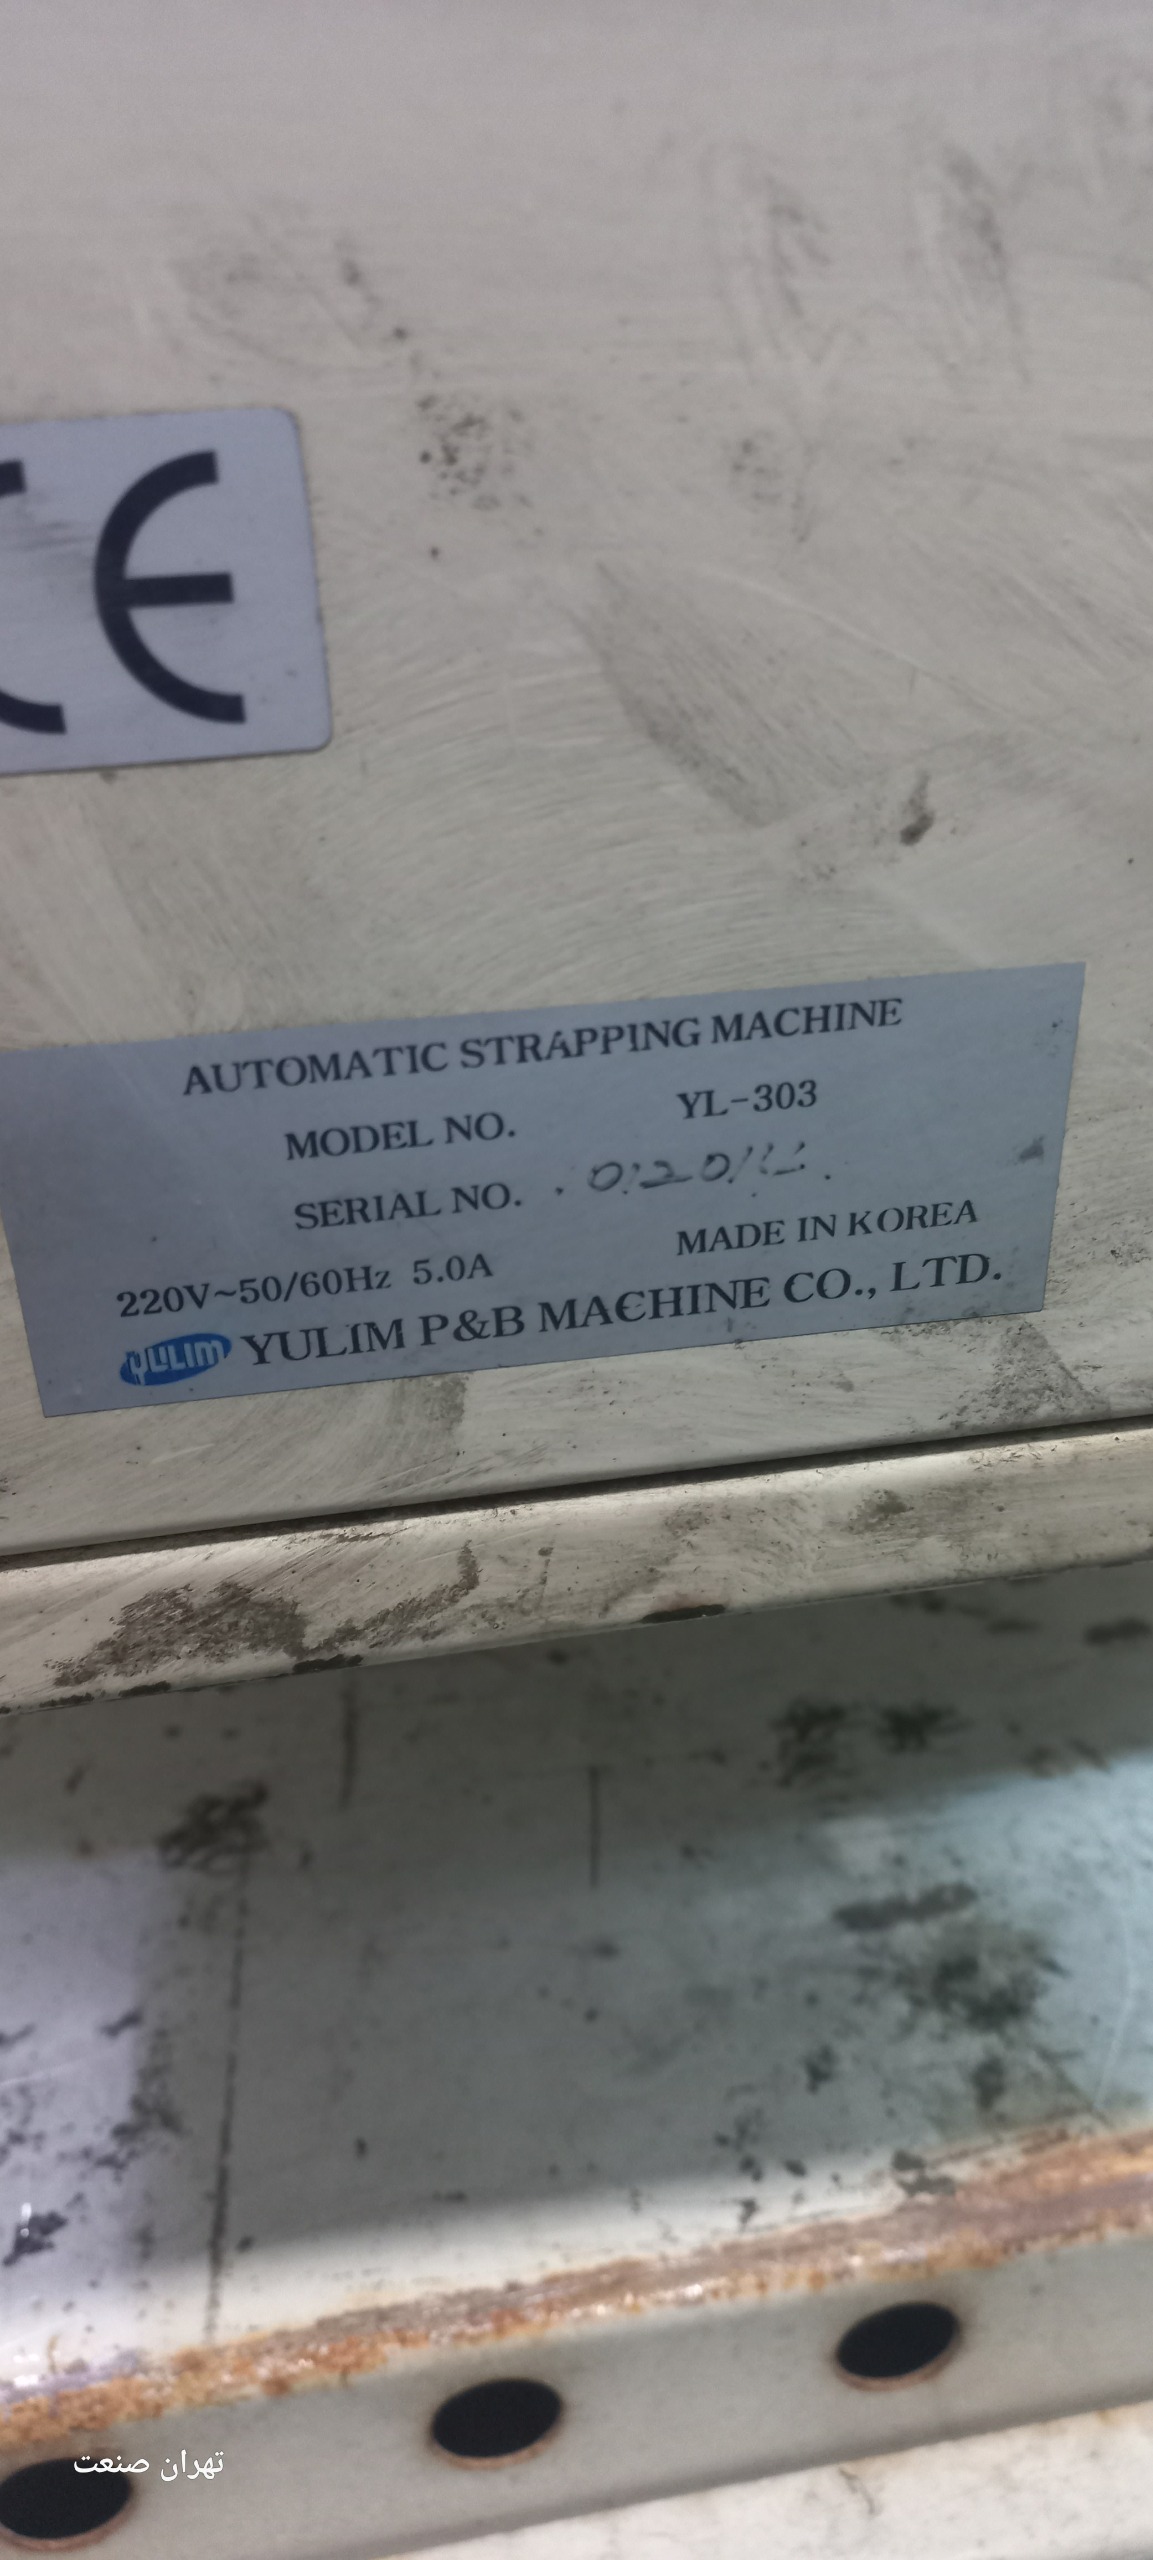 CE
AUTOMATIC STRAPPING MACHINE
MODEL NO. YL-303
SERIAL NO.
220V~50/60Hz 5.0A MADE IN KOREA
YULIM YULIM P&B MACHINE CO., LTD.
تهران صنعت